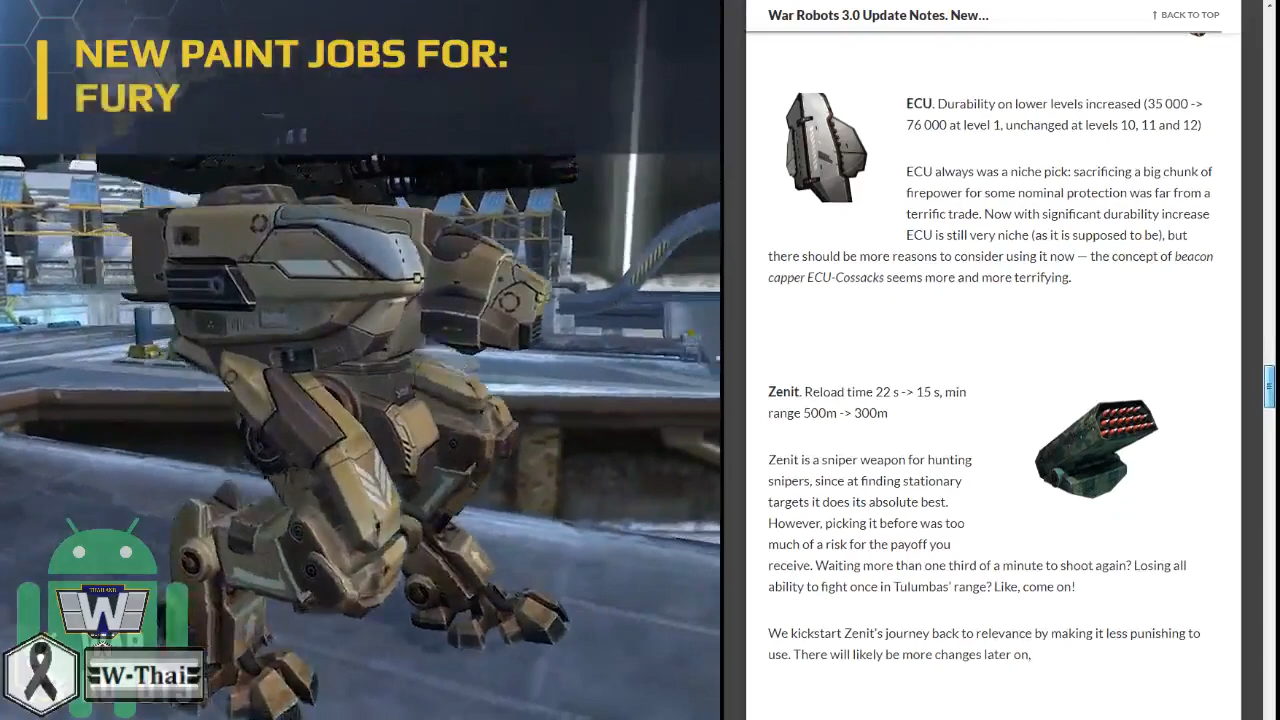 NEW PAINT JOBS FOR:
FURY
THAILAND
W
W-Thai
War Robots 3.0 Update Notes. New...
↑ BACK TO TOP
ECU. Durability on lower levels increased (35 000 ->
76 000 at level 1, unchanged at levels 10, 11 and 12)
ECU always was a niche pick: sacrificing a big chunk of
firepower for some nominal protection was far from a
terrific trade. Now with significant durability increase
ECU is still very niche (as it is supposed to be), but
there should be more reasons to consider using it now — the concept of beacon
capper ECU-Cossacks seems more and more terrifying.
Zenit. Reload time 22 s -> 15 s, min
range 500m -> 300m
Zenit is a sniper weapon for hunting
snipers, since at finding stationary
targets it does its absolute best.
However, picking it before was too
much of a risk for the payoff you
receive. Waiting more than one third of a minute to shoot again? Losing all
ability to fight once in Tulumbas' range? Like, come on!
We kickstart Zenit's journey back to relevance by making it less punishing to
use. There will likely be more changes later on,